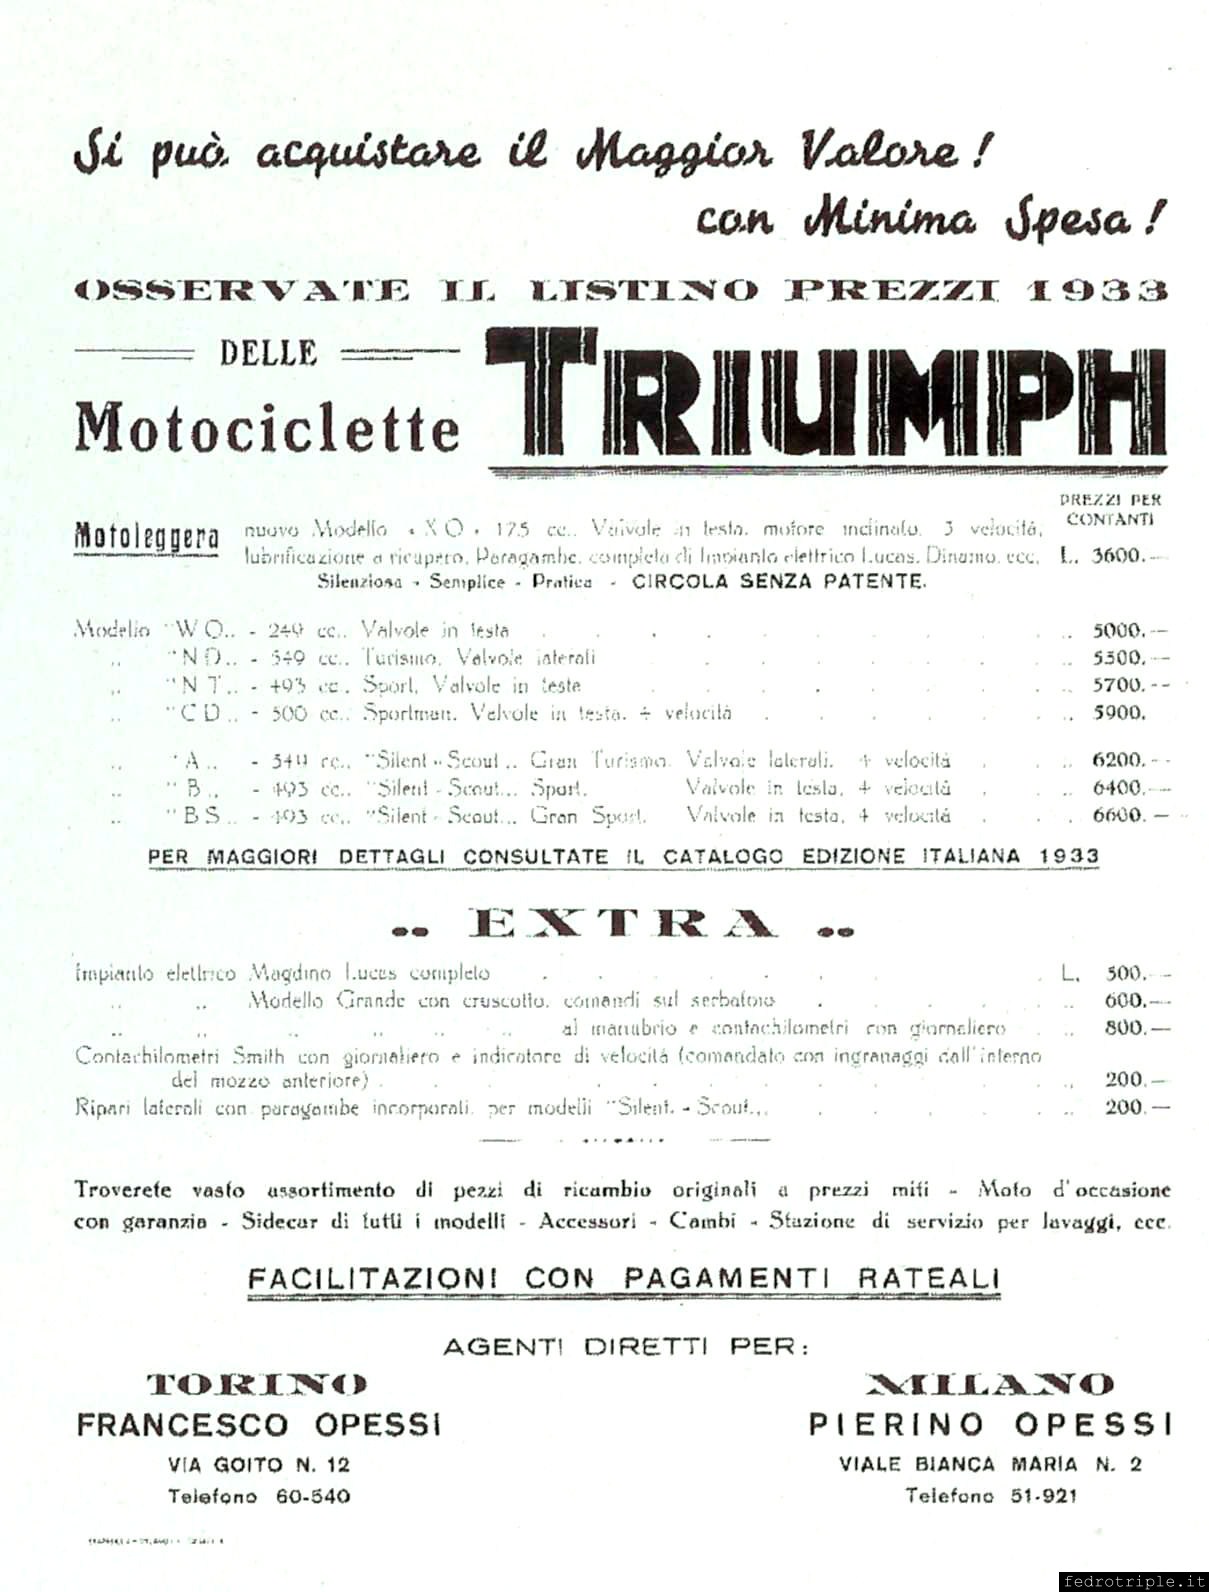 Si può acquistare il Maggior Valore!
con Minima Spesa!
OSSERVATE IL LISTINO PREZZI 1933
DELLE
Motociclette TRIUMPH
PREZZI PER
CONTANTI
Motoleggera nuovo Modello "XO" 175 cc., Valvole in testa, motore inclinato, 3 velocità,
lubrificazione a ricupero, Paragambe, completa di Impianto elettrico Lucas, Dinamo, ecc. L. 3600.—
Silenziosa - Semplice - Pratica - CIRCOLA SENZA PATENTE.
Modello "WO„ - 249 cc., Valvole in testa . . . . . . . . . . „ 5000.—
„ "ND„ - 549 cc., Turismo, Valvole laterali . . . . . . . . „ 5300.—
„ "NT„ - 493 cc., Sport, Valvole in testa . . . . . . . . „ 5700.—
„ "CD„ - 500 cc., Sportman, Valvole in testa, 4 velocità . . . . . . „ 5900.
„ "A„ - 549 cc., "Silent-Scout„ Gran Turismo, Valvole laterali, 4 velocità . . „ 6200.—
„ "B„ - 493 cc., "Silent-Scout„ Sport, Valvole in testa, 4 velocità . . „ 6400.—
„ "BS„ - 493 cc., "Silent-Scout„ Gran Sport, Valvole in testa, 4 velocità . . „ 6600.—
PER MAGGIORI DETTAGLI CONSULTATE IL CATALOGO EDIZIONE ITALIANA 1933
.. EXTRA ..
Impianto elettrico Magdino Lucas completo . . . . . . . . L. 500.—
„ „ Modello Grande con cruscotto, comandi sul serbatoio . . . . . „ 600.—
„ „ „ „ „ „ al manubrio e contachilometri con giornaliero . „ 800.—
Contachilometri Smith con giornaliero e indicatore di velocità (comandato con ingranaggi dall'interno
del mozzo anteriore) . . . . . . . . . . . . „ 200.—
Ripari laterali con paragambe incorporati, per modelli "Silent-Scout„ . . . . . „ 200.—
Troverete vasto assortimento di pezzi di ricambio originali a prezzi miti - Moto d'occasione
con garanzia - Sidecar di tutti i modelli - Accessori - Cambi - Stazione di servizio per lavaggi, ecc.
FACILITAZIONI CON PAGAMENTI RATEALI
AGENTI DIRETTI PER:
TORINO
FRANCESCO OPESSI
VIA GOITO N. 12
Telefono 60-540
MILANO
PIERINO OPESSI
VIALE BIANCA MARIA N. 2
Telefono 51-921
fedrotriple.it